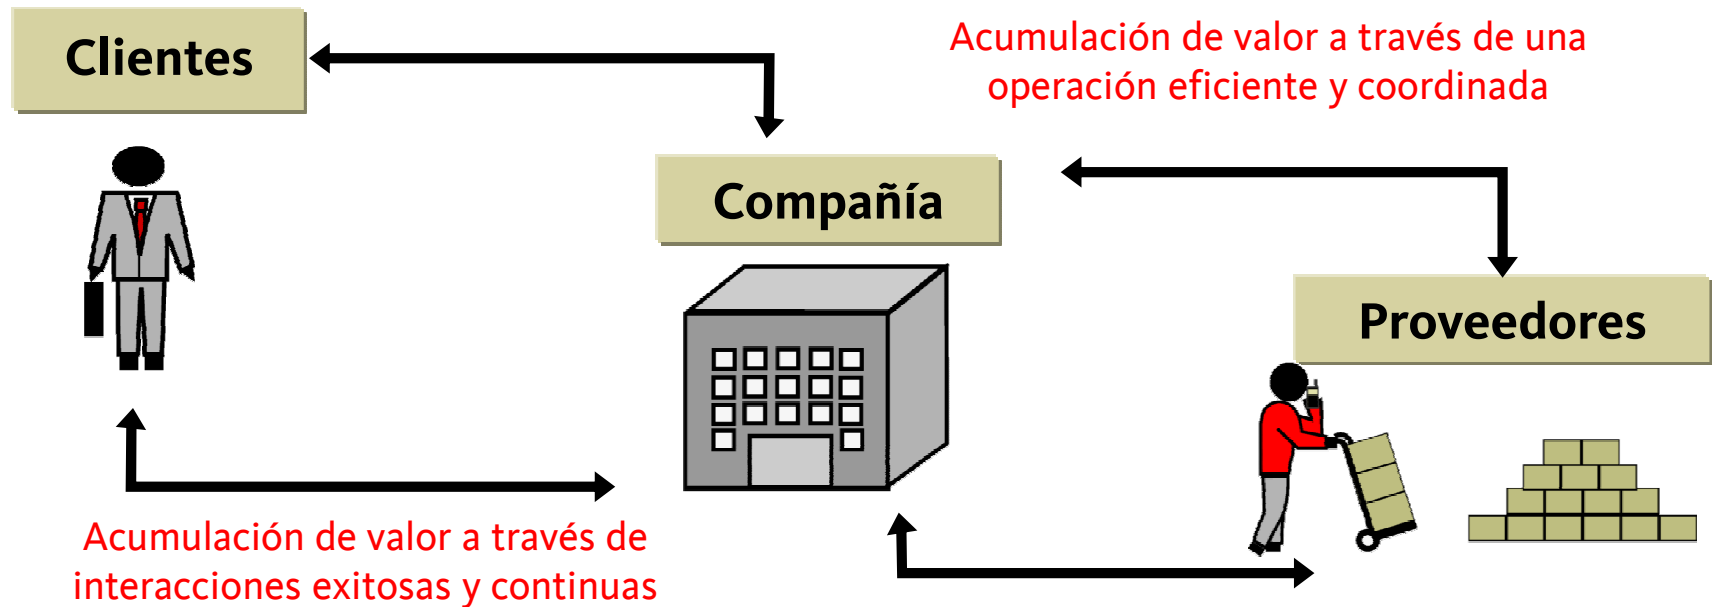 Clientes
Acumulación de valor a través de una
operación eficiente y coordinada
Compañía
Proveedores
Acumulación de valor a través de
interacciones exitosas y continuas